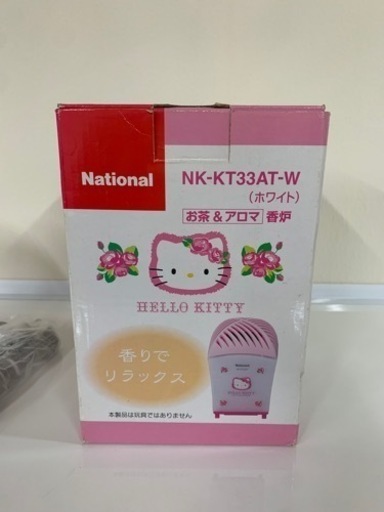 National
NK-KT33AT-W
(ホワイト)
お茶&アロマ 香炉
HELLO KITTY
香りで
リラックス
National
本製品は玩具ではありません